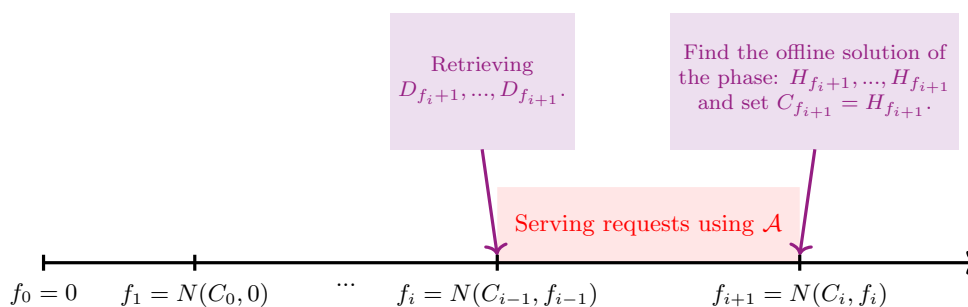 Retrieving
$D_{f_i+1}, ..., D_{f_{i+1}}.$
Find the offline solution of
the phase: $H_{f_i+1}, ..., H_{f_{i+1}}$
and set $C_{f_{i+1}} = H_{f_{i+1}}.$
Serving requests using $\mathcal{A}$
$f_0 = 0$ $f_1 = N(C_0, 0)$ ... $f_i = N(C_{i-1}, f_{i-1})$ $f_{i+1} = N(C_i, f_i)$